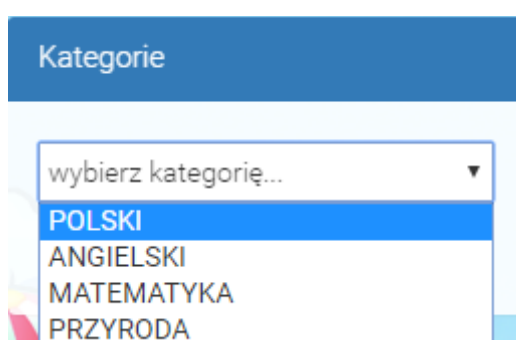 Kategorie
wybierz kategorię...
POLSKI
ANGIELSKI
MATEMATYKA
PRZYRODA